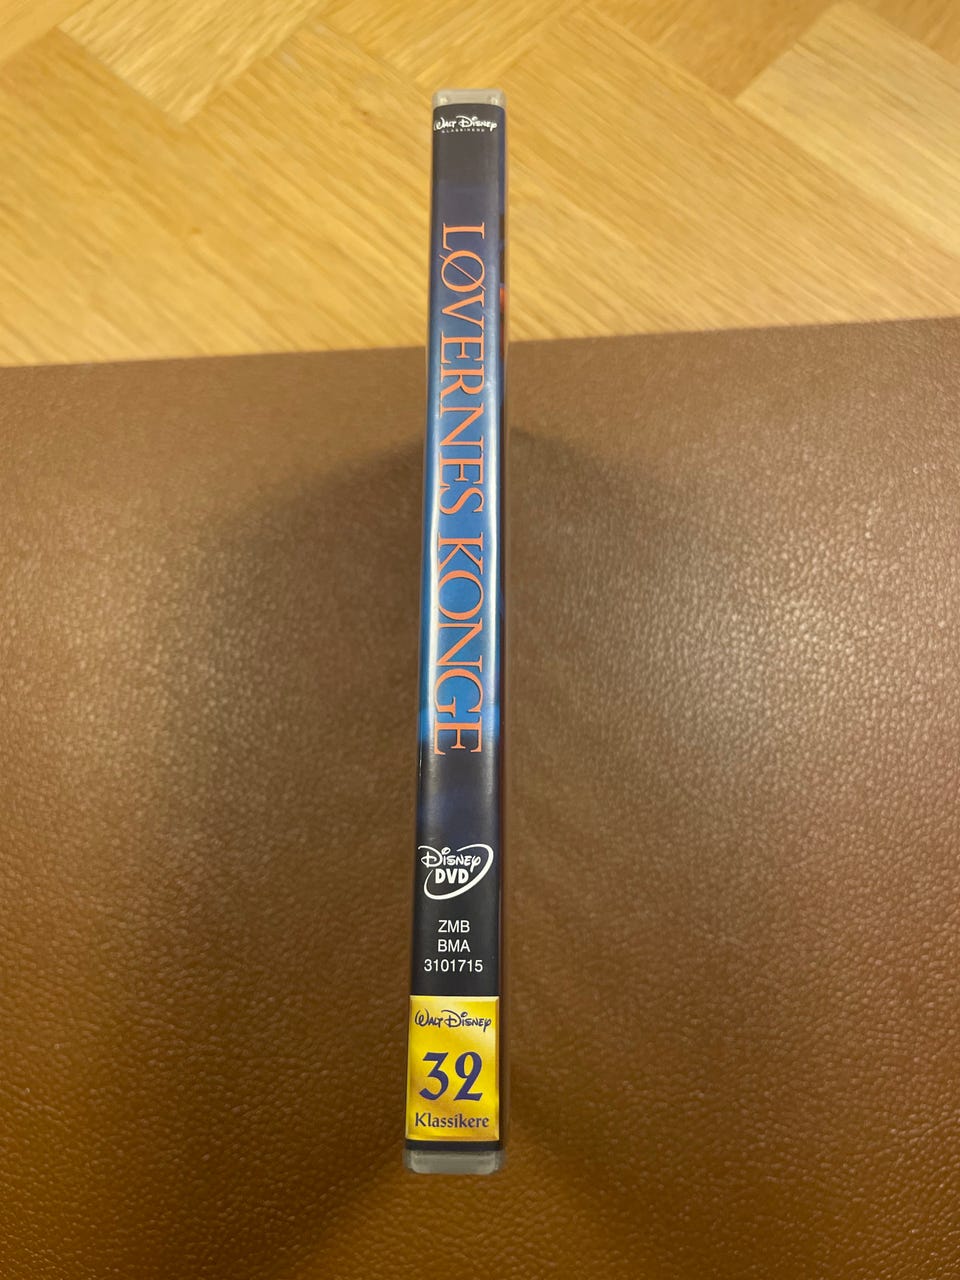 Walt Disney
KLASSIKERE
LØVERNES KONGE
Disney
DVD
ZMB
BMA
3101715
Walt Disney
32
Klassikere